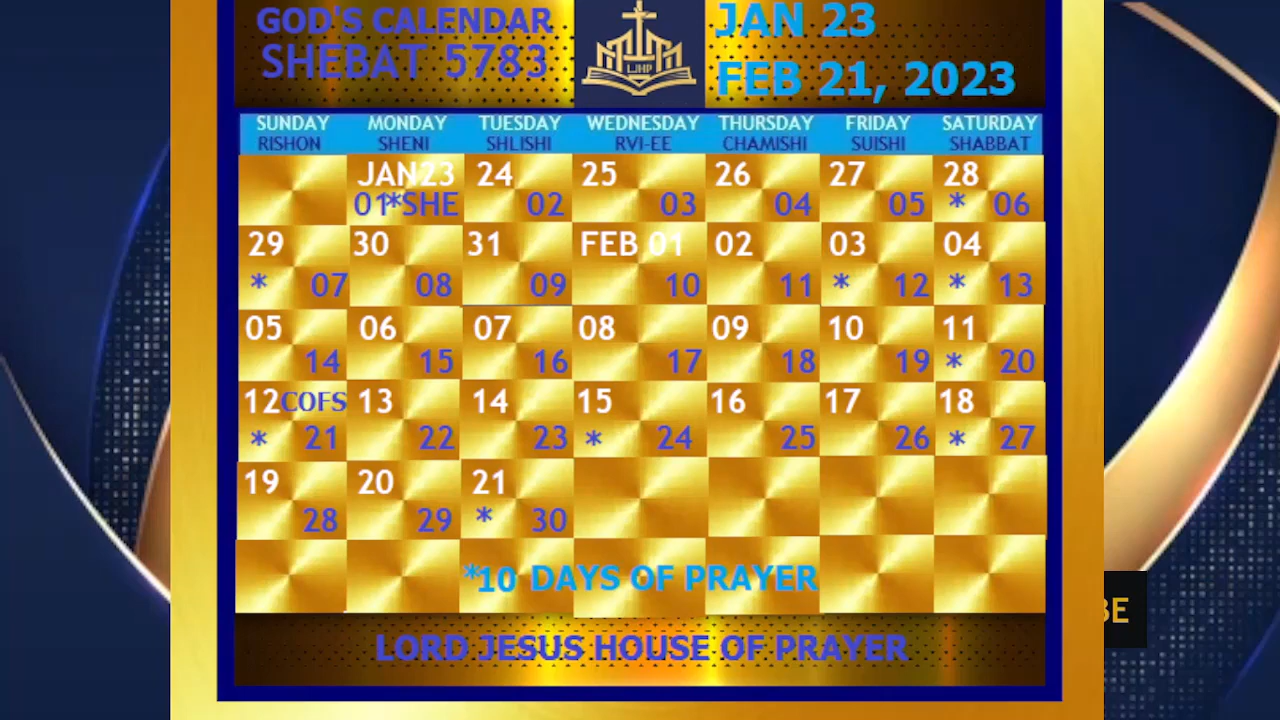 GOD'S CALENDAR
SHEBAT 5783
LJHP
JAN 23
FEB 21, 2023
SUNDAY MONDAY TUESDAY WEDNESDAY THURSDAY FRIDAY SATURDAY
RISHON SHENI SHLISHI RVI-EE CHAMISHI SUISHI SHABBAT
JAN23 24 25 26 27 28
01*SHE 02 03 04 05 * 06
29 30 31 FEB 01 02 03 04
* 07 08 09 10 11 * 12 * 13
05 06 07 08 09 10 11
14 15 16 17 18 19 * 20
12COFS 13 14 15 16 17 18
* 21 22 23 * 24 25 26 * 27
19 20 21
28 29 * 30
*10 DAYS OF PRAYER
BE
LORD JESUS HOUSE OF PRAYER